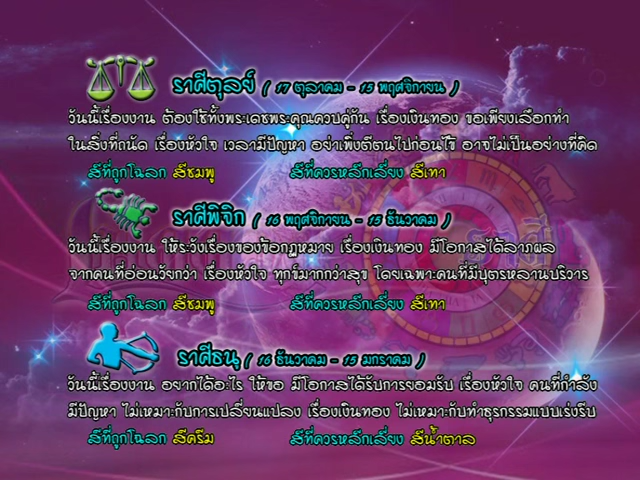 ราศีตุลย์ ( 17 ตุลาคม - 15 พฤศจิกายน )
วันนี้เรื่องงาน ต้องใช้ทั้งพระเดชพระคุณควบคู่กัน เรื่องเงินทอง ขอเพียงเลือกทำ
ในสิ่งที่ถนัด เรื่องหัวใจ เวลามีปัญหา อย่าเพิ่งตีตนไปก่อนไข้ อาจไม่เป็นอย่างที่คิด
สีที่ถูกโฉลก สีชมพู สีที่ควรหลีกเลี่ยง สีเทา
ราศีพิจิก ( 16 พฤศจิกายน - 15 ธันวาคม )
วันนี้เรื่องงาน ให้ระวังเรื่องของข้อกฎหมาย เรื่องเงินทอง มีโอกาสได้ลาภผล
จากคนที่อ่อนวัยกว่า เรื่องหัวใจ ทุกข์มากกว่าสุข โดยเฉพาะคนที่มีบุตรหลานบริวาร
สีที่ถูกโฉลก สีชมพู สีที่ควรหลีกเลี่ยง สีเทา
ราศีธนู ( 16 ธันวาคม - 15 มกราคม )
วันนี้เรื่องงาน อยากได้อะไร ให้ขอ มีโอกาสได้รับการยอมรับ เรื่องหัวใจ คนที่กำลัง
มีปัญหา ไม่เหมาะกับการเปลี่ยนแปลง เรื่องเงินทอง ไม่เหมาะกับทำธุรกรรมแบบเร่งรีบ
สีที่ถูกโฉลก สีครีม สีที่ควรหลีกเลี่ยง สีน้ำตาล